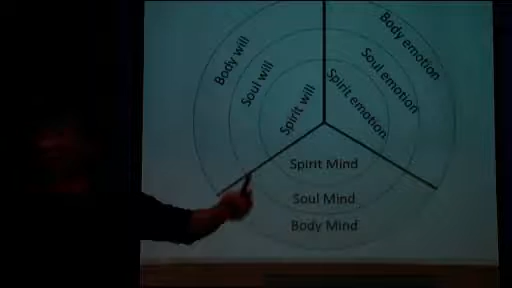 Body will
Soul will
Spirit will
Body emotion
Soul emotion
Spirit emotion
Spirit Mind
Soul Mind
Body Mind